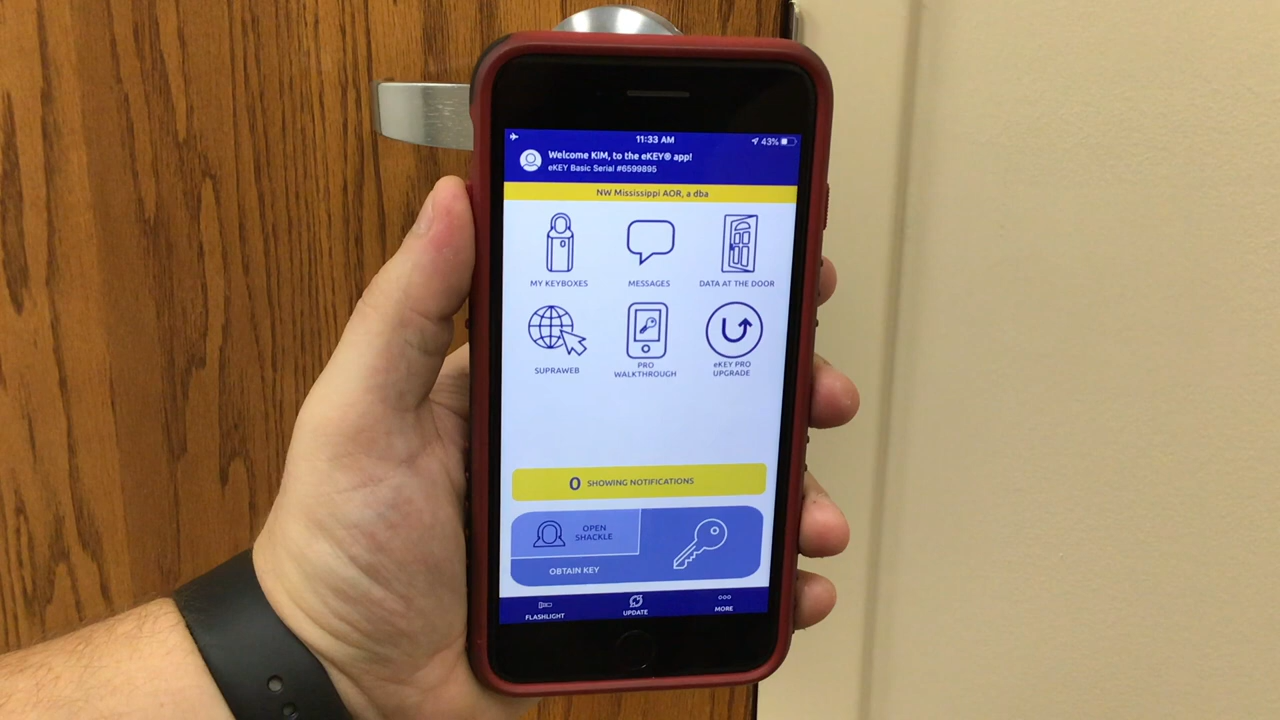 11:33 AM
43%
Welcome KIM, to the eKEY® app!
eKEY Basic Serial #6599895
NW Mississippi AOR, a dba
MY KEYBOXES
MESSAGES
DATA AT THE DOOR
SUPRAWEB
PRO
WALKTHROUGH
eKEY PRO
UPGRADE
0 SHOWING NOTIFICATIONS
OPEN
SHACKLE
OBTAIN KEY
FLASHLIGHT
UPDATE
MORE